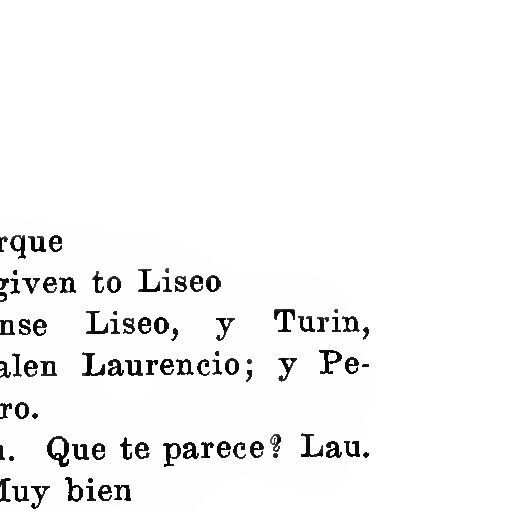 rque
given to Liseo
nse Liseo, y Turin,
alen Laurencio; y Pe-
ro.
. Que te parece? Lau.
Muy bien